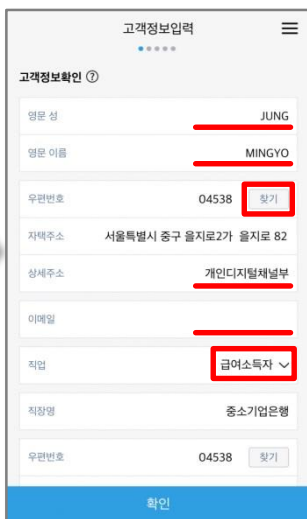 고객정보입력
고객정보확인 ?
영문 성 JUNG
영문 이름 MINGYO
우편번호 04538 찾기
자택주소 서울특별시 중구 을지로2가 을지로 82
상세주소 개인디지털채널부
이메일
직업 급여소득자
직장명 중소기업은행
우편번호 04538 찾기
확인